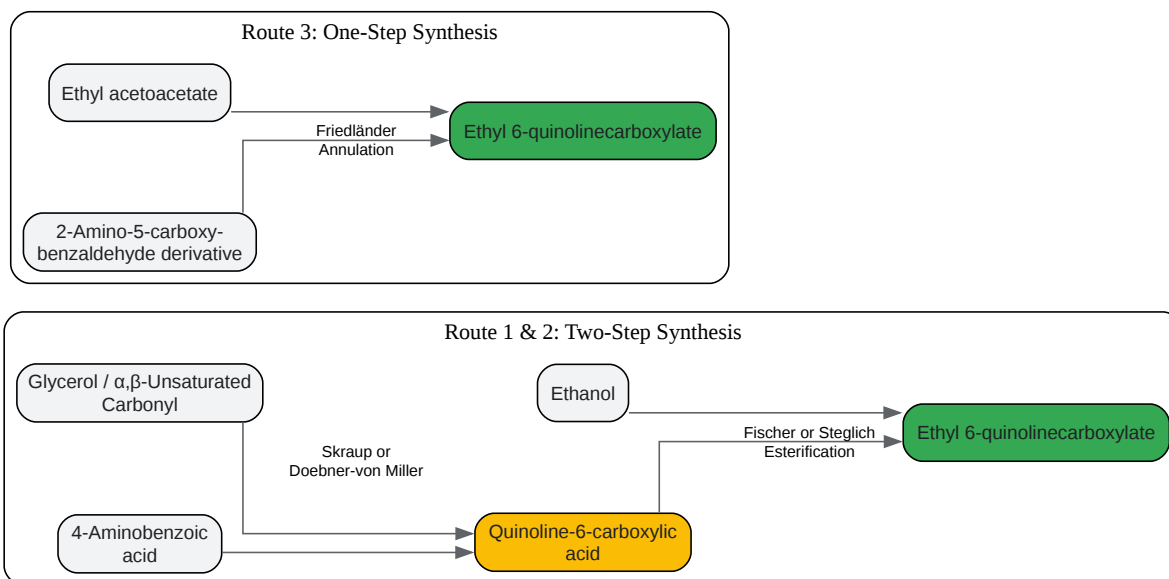 Route 3: One-Step Synthesis
Ethyl acetoacetate
Ethyl 6-quinolinecarboxylate
Friedländer
Annulation
2-Amino-5-carboxy-
benzaldehyde derivative
Route 1 & 2: Two-Step Synthesis
Glycerol / α,β-Unsaturated
Carbonyl
Ethanol
Ethyl 6-quinolinecarboxylate
Fischer or Steglich
Esterification
Skraup or
Doebner-von Miller
4-Aminobenzoic
acid
Quinoline-6-carboxylic
acid